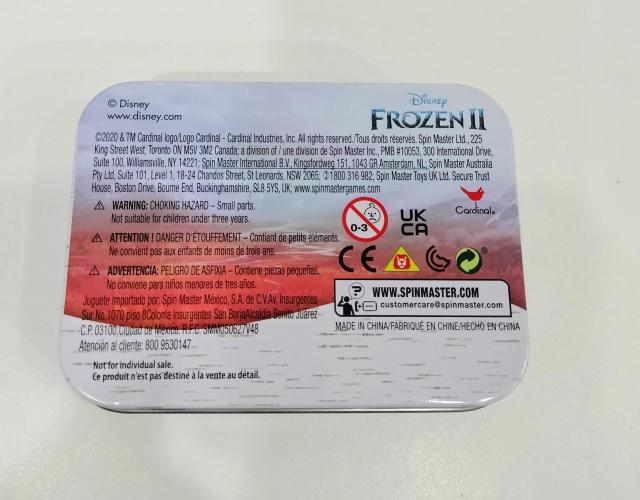 © Disney
www.disney.com
Disney
FROZEN II
©2020 & TM Cardinal logo/Logo Cardinal - Cardinal Industries, Inc. All rights reserved./Tous droits réservés. Spin Master Ltd., 225
King Street West, Toronto ON M5V 3M2 Canada; a division of / une division de Spin Master Inc., PMB #10053, 300 International Drive,
Suite 100, Williamsville, NY 14221; Spin Master International B.V., Kingsfordweg 151, 1043 GR Amsterdam, NL; Spin Master Australia
Pty Ltd, Suite 101, Level 1, 18-24 Chandos Street, St Leonards, NSW 2065, ✆1800 316 982; Spin Master Toys UK Ltd. Secure Trust
House, Boston Drive, Bourne End, Buckinghamshire, SL8 5YS, UK; www.spinmastergames.com
⚠ WARNING: CHOKING HAZARD – Small parts.
Not suitable for children under three years.
⚠ ATTENTION ! DANGER D'ÉTOUFFEMENT – Contient de petits éléments.
Ne convient pas aux enfants de moins de trois ans.
⚠ ADVERTENCIA: PELIGRO DE ASFIXIA – Contiene piezas pequeñas.
No conviene para niños menores de tres años.
Juguete Importado por: Spin Master México, S.A. de C.V. Av. Insurgentes
Sur No. 1070 piso 8 Colonia Insurgentes San Borja Alcaldía Benito Juárez
C.P. 03100, Ciudad de México. R.F.C. SMM050627V48
Atención al cliente: 800 9530147
Not for individual sale.
Ce produit n'est pas destiné à la vente au détail.
0-3
UK
CA
Cardinal®
CE
?
WWW.SPINMASTER.COM
customercare@spinmaster.com
MADE IN CHINA/FABRIQUÉ EN CHINE/HECHO EN CHINA